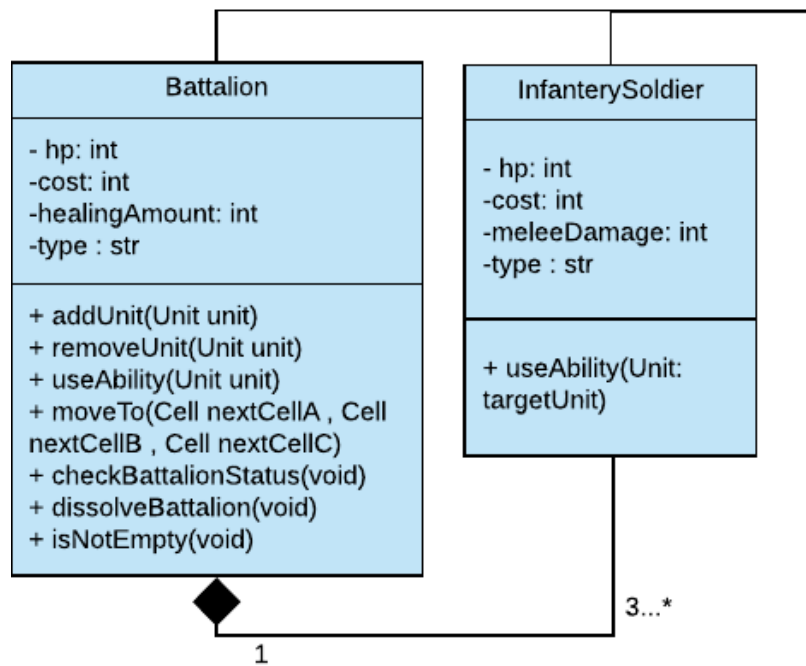 Battalion
- hp: int
-cost: int
-healingAmount: int
-type : str
+ addUnit(Unit unit)
+ removeUnit(Unit unit)
+ useAbility(Unit unit)
+ moveTo(Cell nextCellA , Cell
nextCellB , Cell nextCellC)
+ checkBattalionStatus(void)
+ dissolveBattalion(void)
+ isNotEmpty(void)
InfanterySoldier
- hp: int
-cost: int
-meleeDamage: int
-type : str
+ useAbility(Unit:
targetUnit)
3...*
1